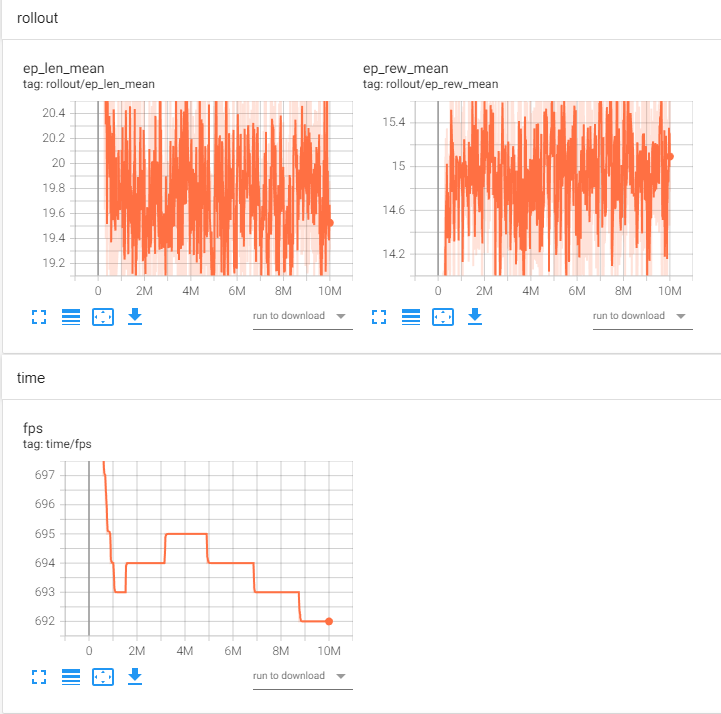 rollout
ep_len_mean
tag: rollout/ep_len_mean
20.4
20.2
20
19.8
19.6
19.4
19.2
0 2M 4M 6M 8M 10M
run to download
ep_rew_mean
tag: rollout/ep_rew_mean
15.4
15
14.6
14.2
0 2M 4M 6M 8M 10M
run to download
time
fps
tag: time/fps
697
696
695
694
693
692
0 2M 4M 6M 8M 10M
run to download